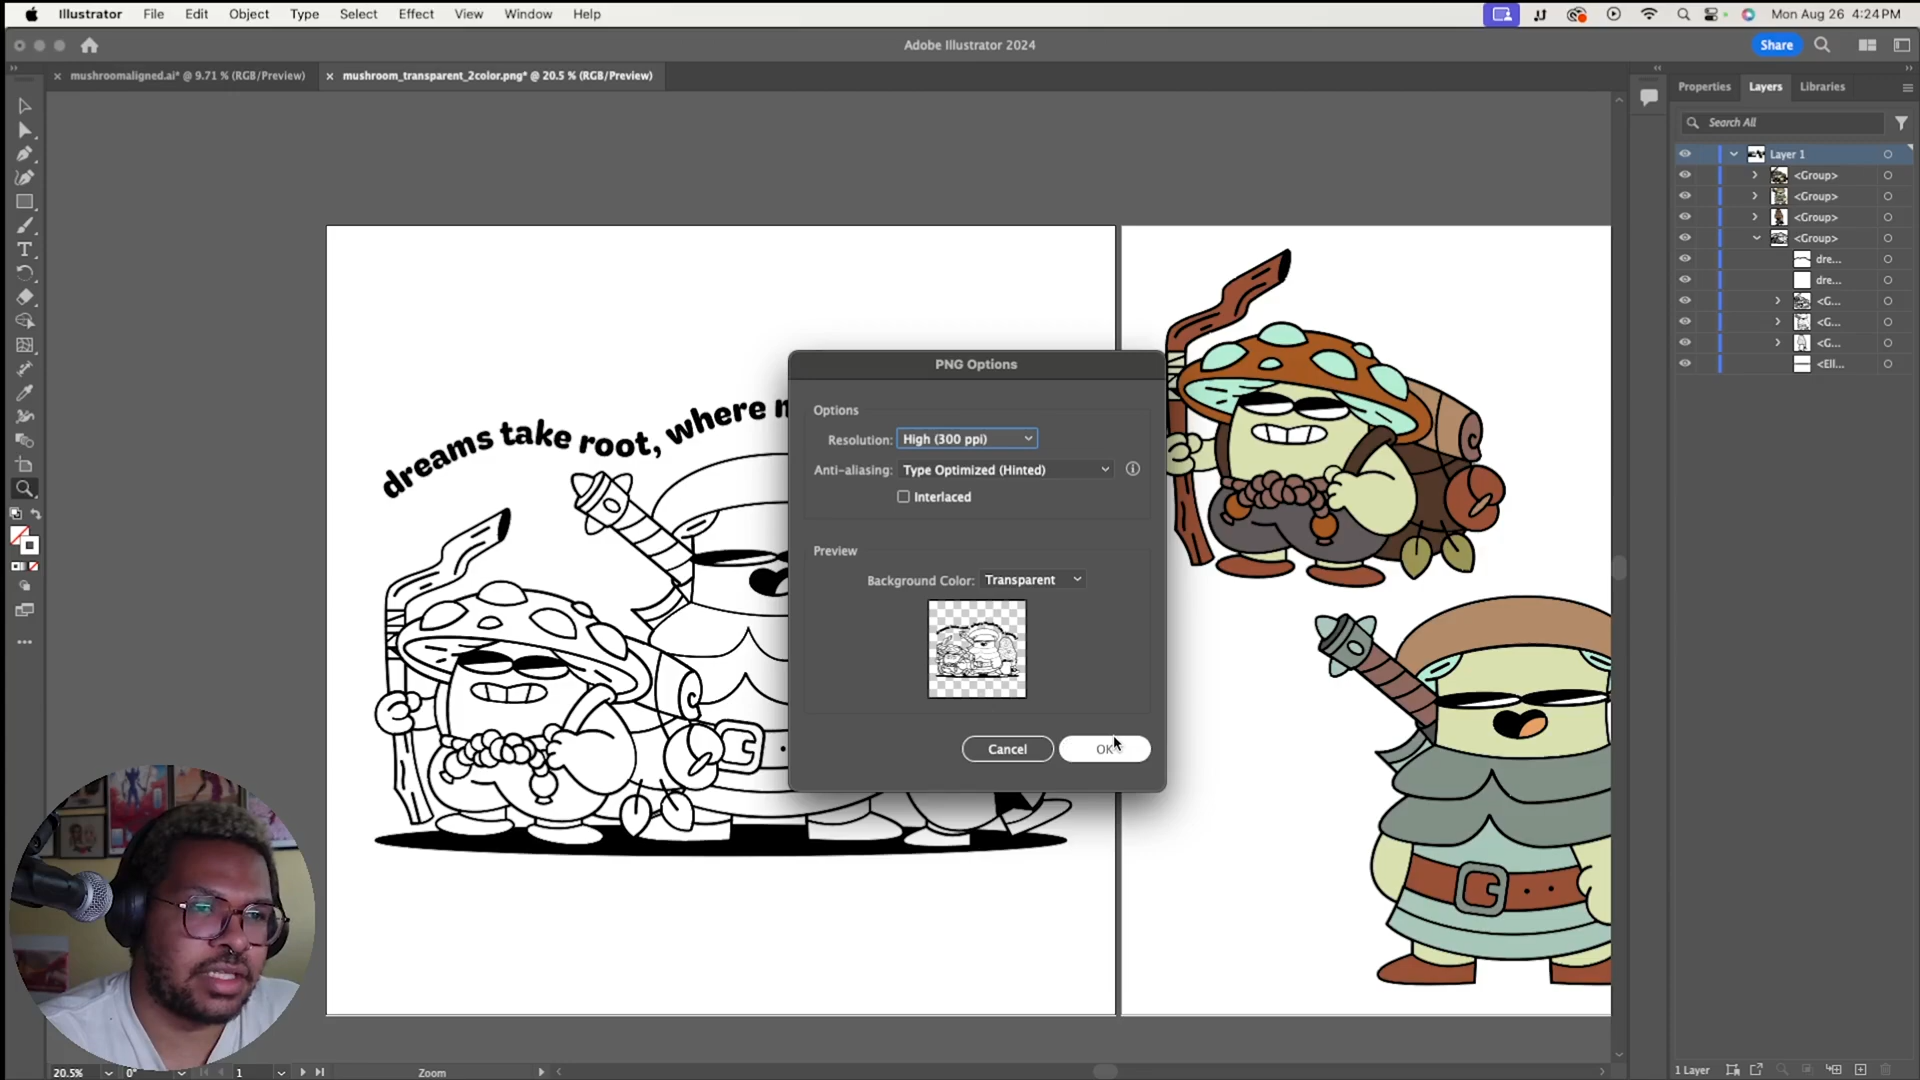 Illustrator File Edit Object Type Select Effect View Window Help
Mon Aug 26 4:24 PM
Adobe Illustrator 2024
Share
× mushroomaligned.ai* @ 9.71 % (RGB/Preview)
× mushroom_transparent_2color.png* @ 20.5 % (RGB/Preview)
Properties Layers Libraries
Search All
Layer 1
<Group>
<Group>
<Group>
<Group>
dre...
dre...
<G...
<G...
<G...
<Ell...
dreams take root, where
PNG Options
Options
Resolution: High (300 ppi)
Anti-aliasing: Type Optimized (Hinted)
Interlaced
Preview
Background Color: Transparent
Cancel
OK
20.5% 0° 1 Zoom
1 Layer